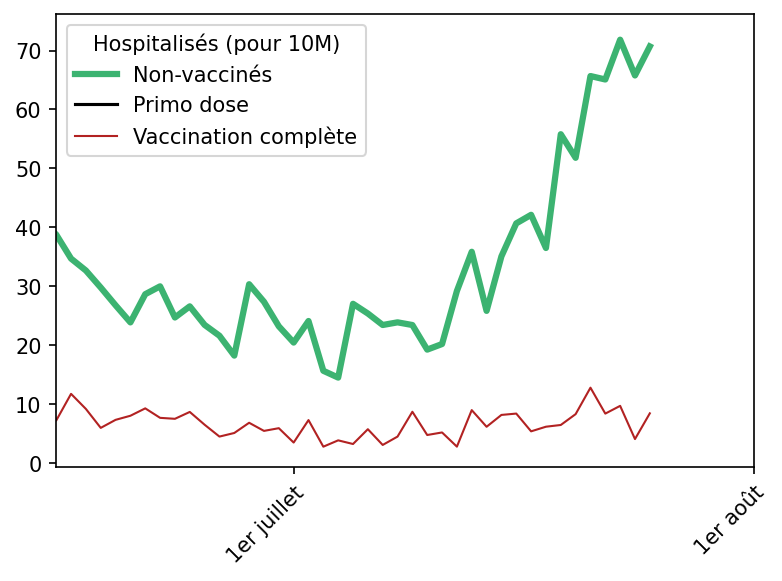 Hospitalisés (pour 10M)
Non-vaccinés
Primo dose
Vaccination complète
70
60
50
40
30
20
10
0
1er juillet
1er août